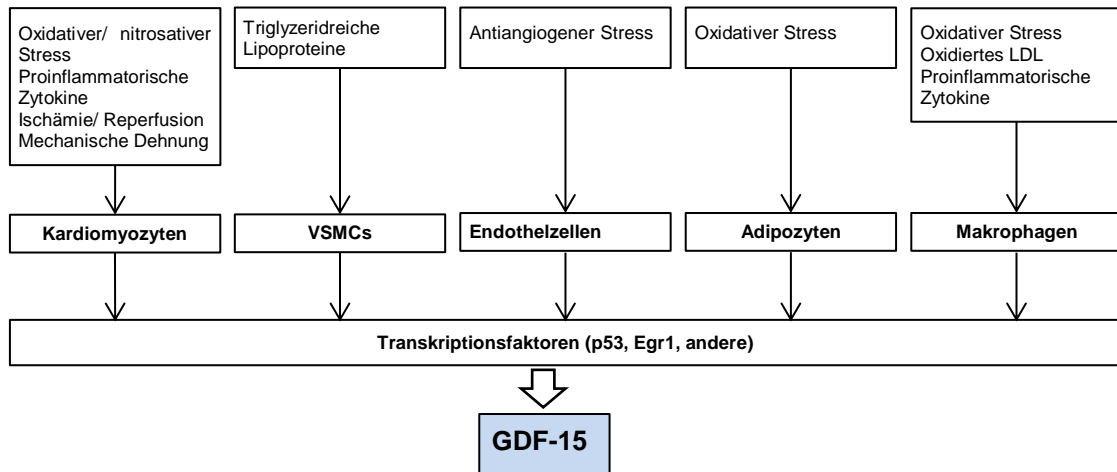 Oxidativer/ nitrosativer
Stress
Proinflammatorische
Zytokine
Ischämie/ Reperfusion
Mechanische Dehnung
Triglyzeridreiche
Lipoproteine
Antiangiogener Stress
Oxidativer Stress
Oxidativer Stress
Oxidiertes LDL
Proinflammatorische
Zytokine
Kardiomyozyten
VSMCs
Endothelzellen
Adipozyten
Makrophagen
Transkriptionsfaktoren (p53, Egr1, andere)
GDF-15